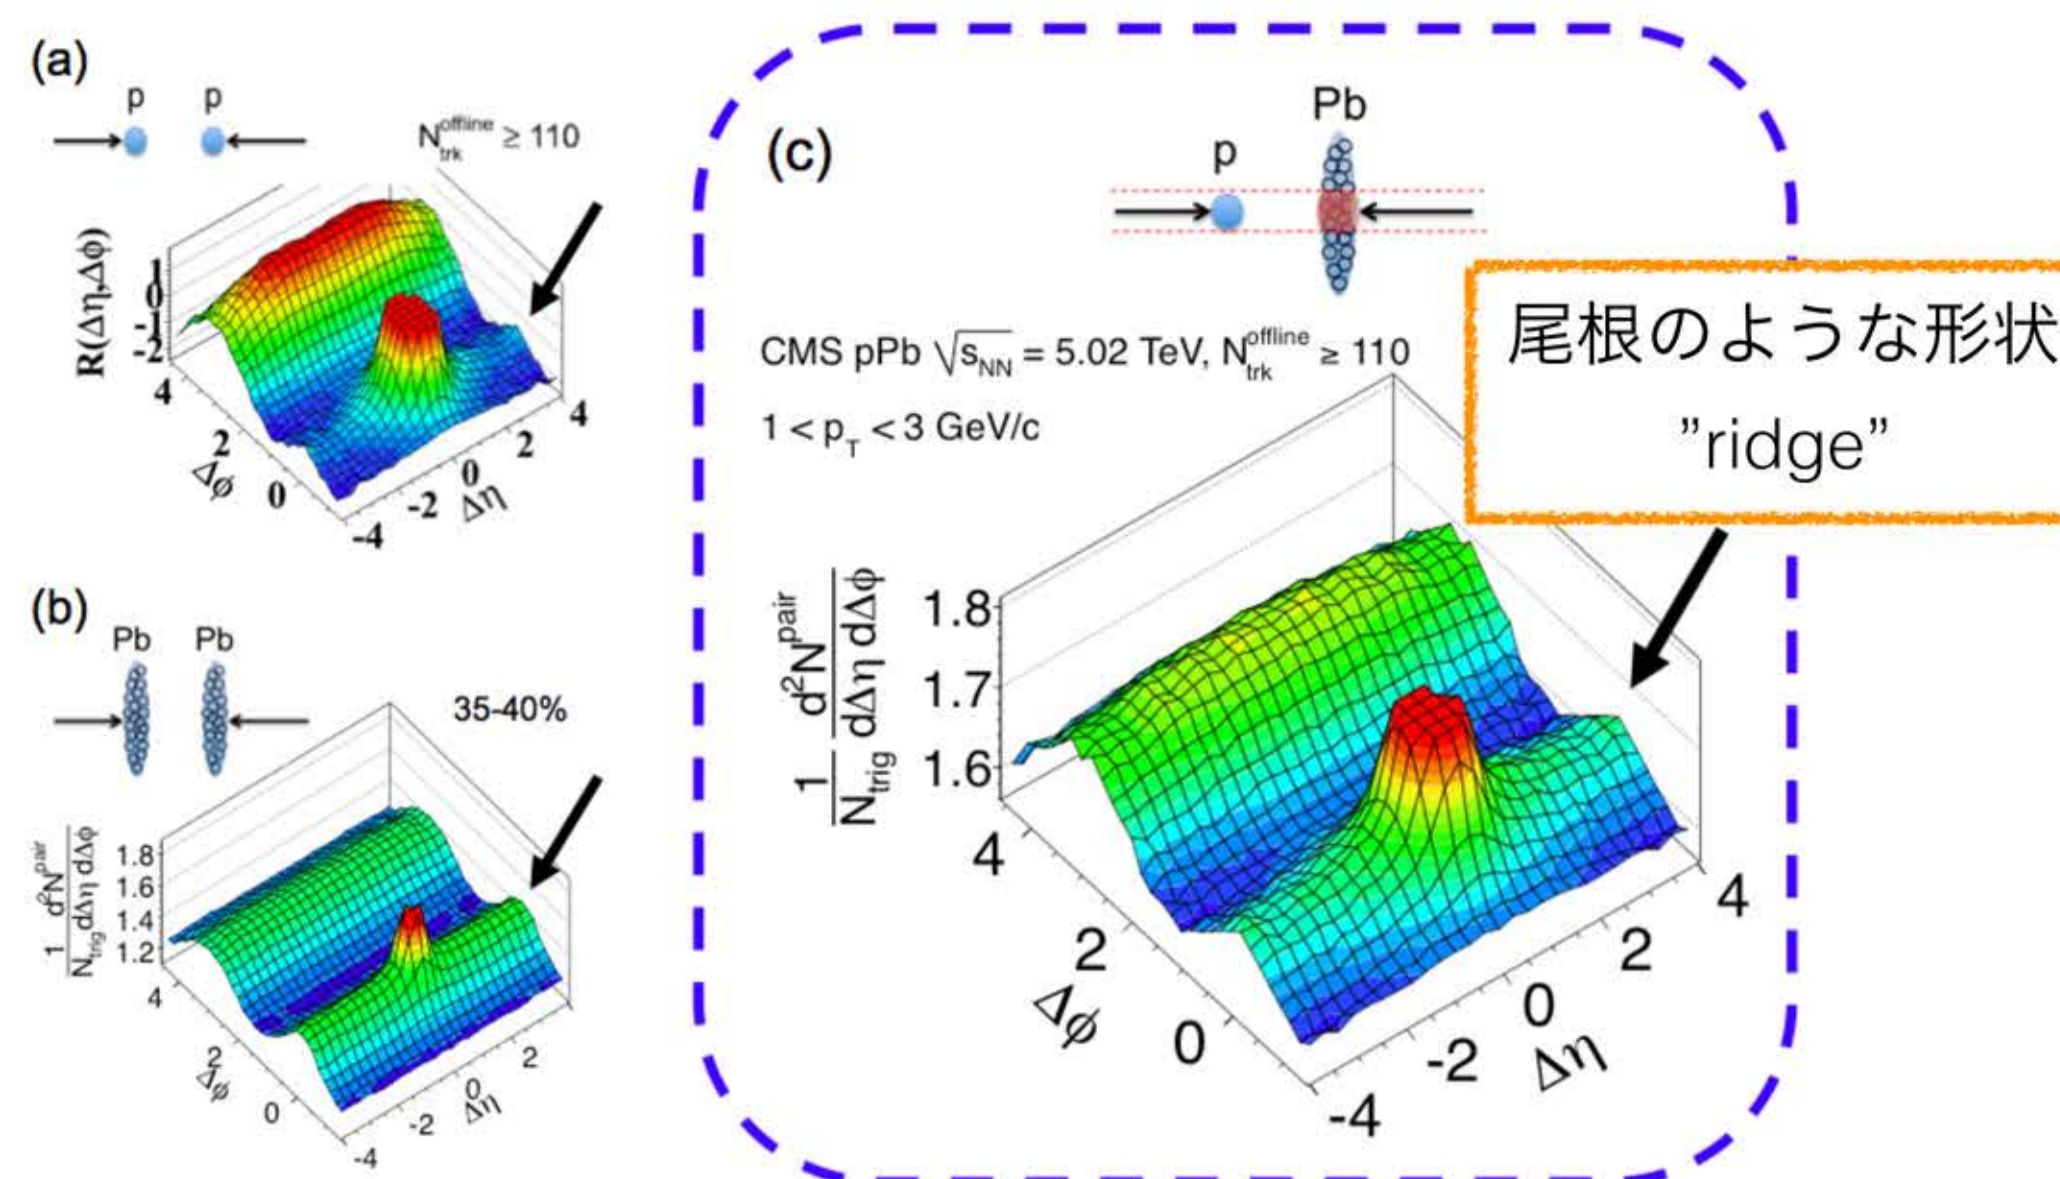 (a)
p p
N_trk^offline ≥ 110
R(Δη,Δϕ)
1
0
-1
-2
4
2
0
Δϕ
-4
-2
0
2
4
Δη
(b)
Pb Pb
35-40%
1/N_trig d²N^pair/dΔη dΔϕ
1.8
1.6
1.4
1.2
4
2
0
Δϕ
-4
-2
0
2
Δη
(c)
p Pb
CMS pPb √s_NN = 5.02 TeV, N_trk^offline ≥ 110
1 < p_T < 3 GeV/c
尾根のような形状
”ridge”
1/N_trig d²N^pair/dΔη dΔϕ
1.8
1.7
1.6
4
2
0
Δϕ
-4
-2
0
2
4
Δη